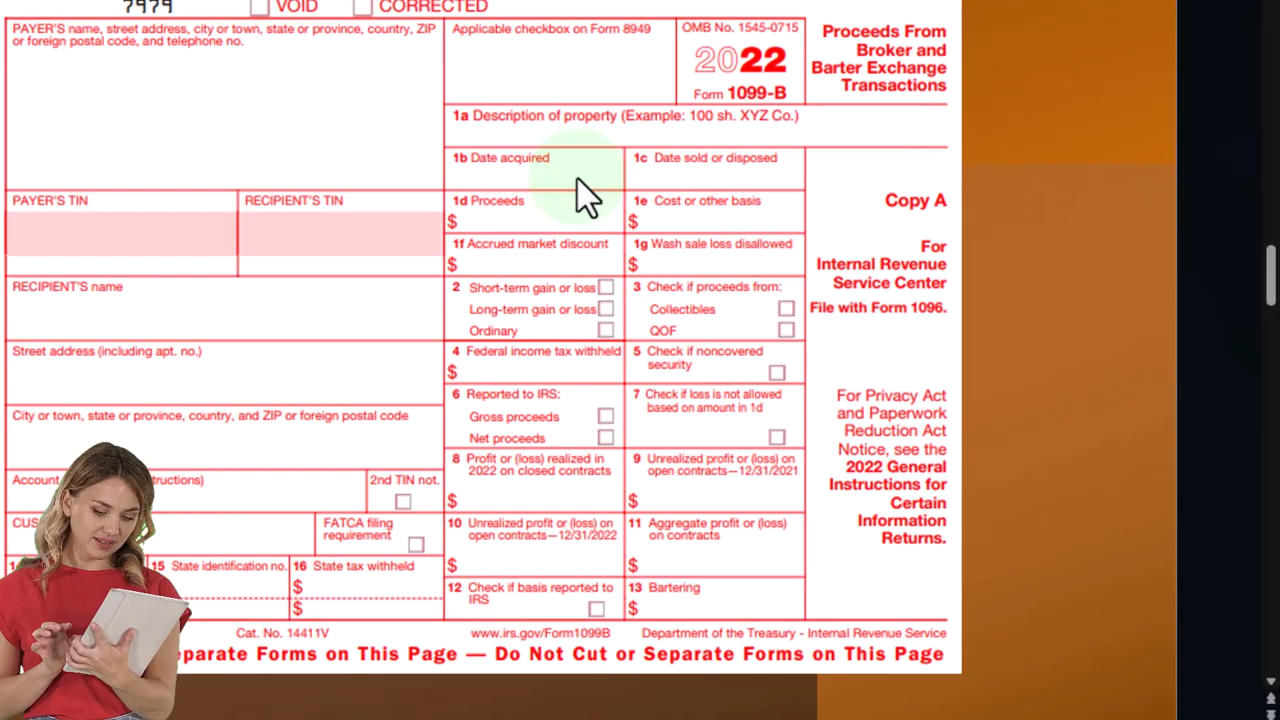 7979
VOID
CORRECTED
PAYER'S name, street address, city or town, state or province, country, ZIP
or foreign postal code, and telephone no.
Applicable checkbox on Form 8949
OMB No. 1545-0715
2022
Form 1099-B
Proceeds From
Broker and
Barter Exchange
Transactions
1a Description of property (Example: 100 sh. XYZ Co.)
1b Date acquired
1c Date sold or disposed
PAYER'S TIN
RECIPIENT'S TIN
1d Proceeds
$
1e Cost or other basis
$
Copy A
1f Accrued market discount
$
1g Wash sale loss disallowed
$
For
Internal Revenue
Service Center
File with Form 1096.
RECIPIENT'S name
2 Short-term gain or loss
Long-term gain or loss
Ordinary
3 Check if proceeds from:
Collectibles
QOF
Street address (including apt. no.)
4 Federal income tax withheld
$
5 Check if noncovered
security
City or town, state or province, country, and ZIP or foreign postal code
6 Reported to IRS:
Gross proceeds
Net proceeds
7 Check if loss is not allowed
based on amount in 1d
For Privacy Act
and Paperwork
Reduction Act
Notice, see the
2022 General
Instructions for
Certain
Information
Returns.
Account
tructions)
2nd TIN not.
8 Profit or (loss) realized in
2022 on closed contracts
$
9 Unrealized profit or (loss) on
open contracts—12/31/2021
$
CUS
FATCA filing
requirement
10 Unrealized profit or (loss) on
open contracts—12/31/2022
$
11 Aggregate profit or (loss)
on contracts
$
1
15 State identification no.
16 State tax withheld
$
$
12 Check if basis reported to
IRS
13 Bartering
$
Cat. No. 14411V
www.irs.gov/Form1099B
Department of the Treasury - Internal Revenue Service
parate Forms on This Page — Do Not Cut or Separate Forms on This Page